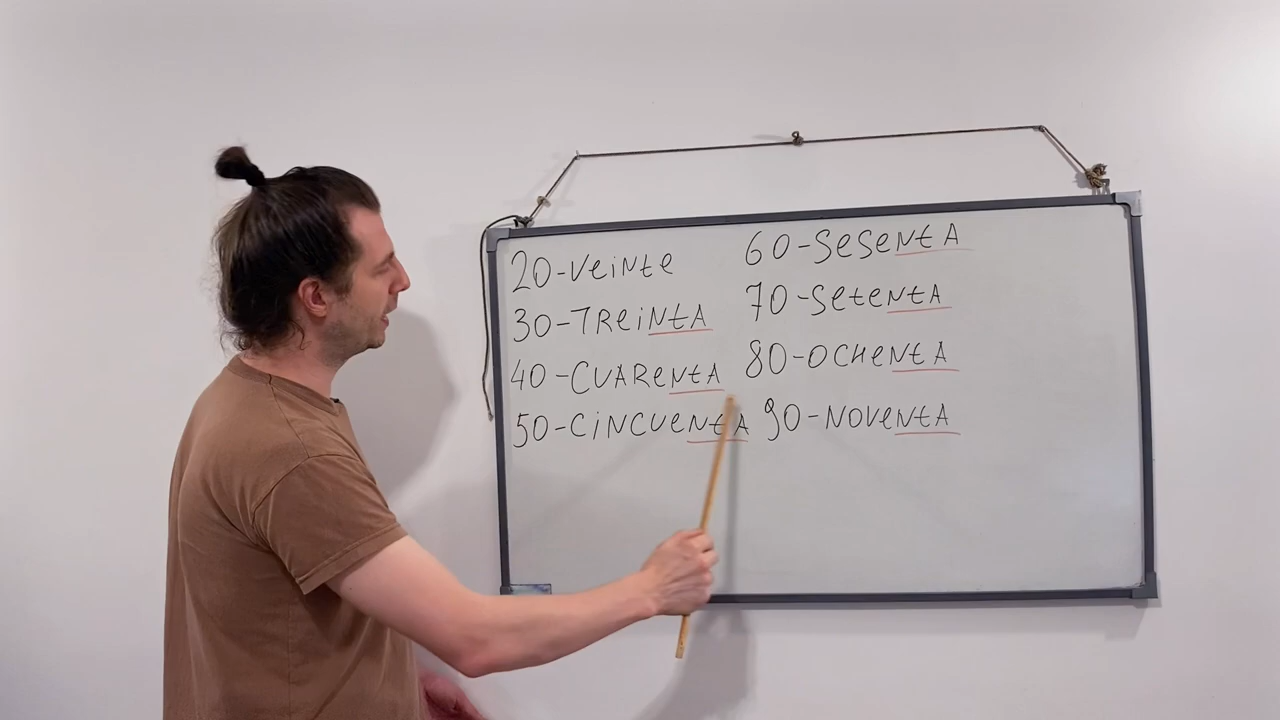 20-VEINTE
30-TREINTA
40-CUARENTA
50-CINCUENTA
60-SESENTA
70-SETENTA
80-OCHENTA
90-NOVENTA